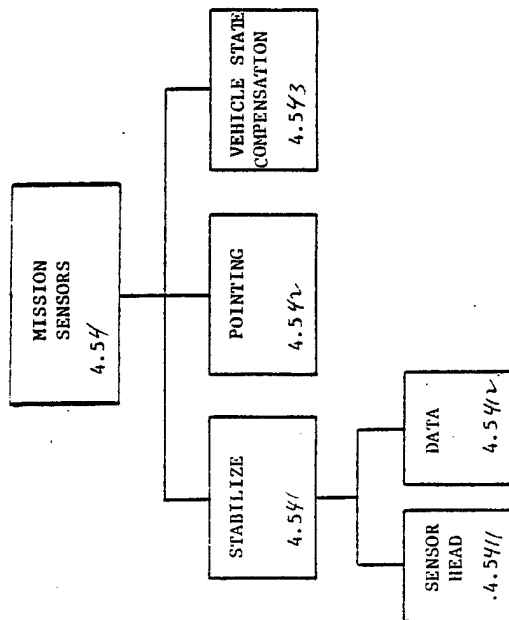 MISSION
SENSORS
4.54
STABILIZE
4.541
POINTING
4.542
VEHICLE STATE
COMPENSATION
4.543
SENSOR
HEAD
.4.5411
DATA
4.5412